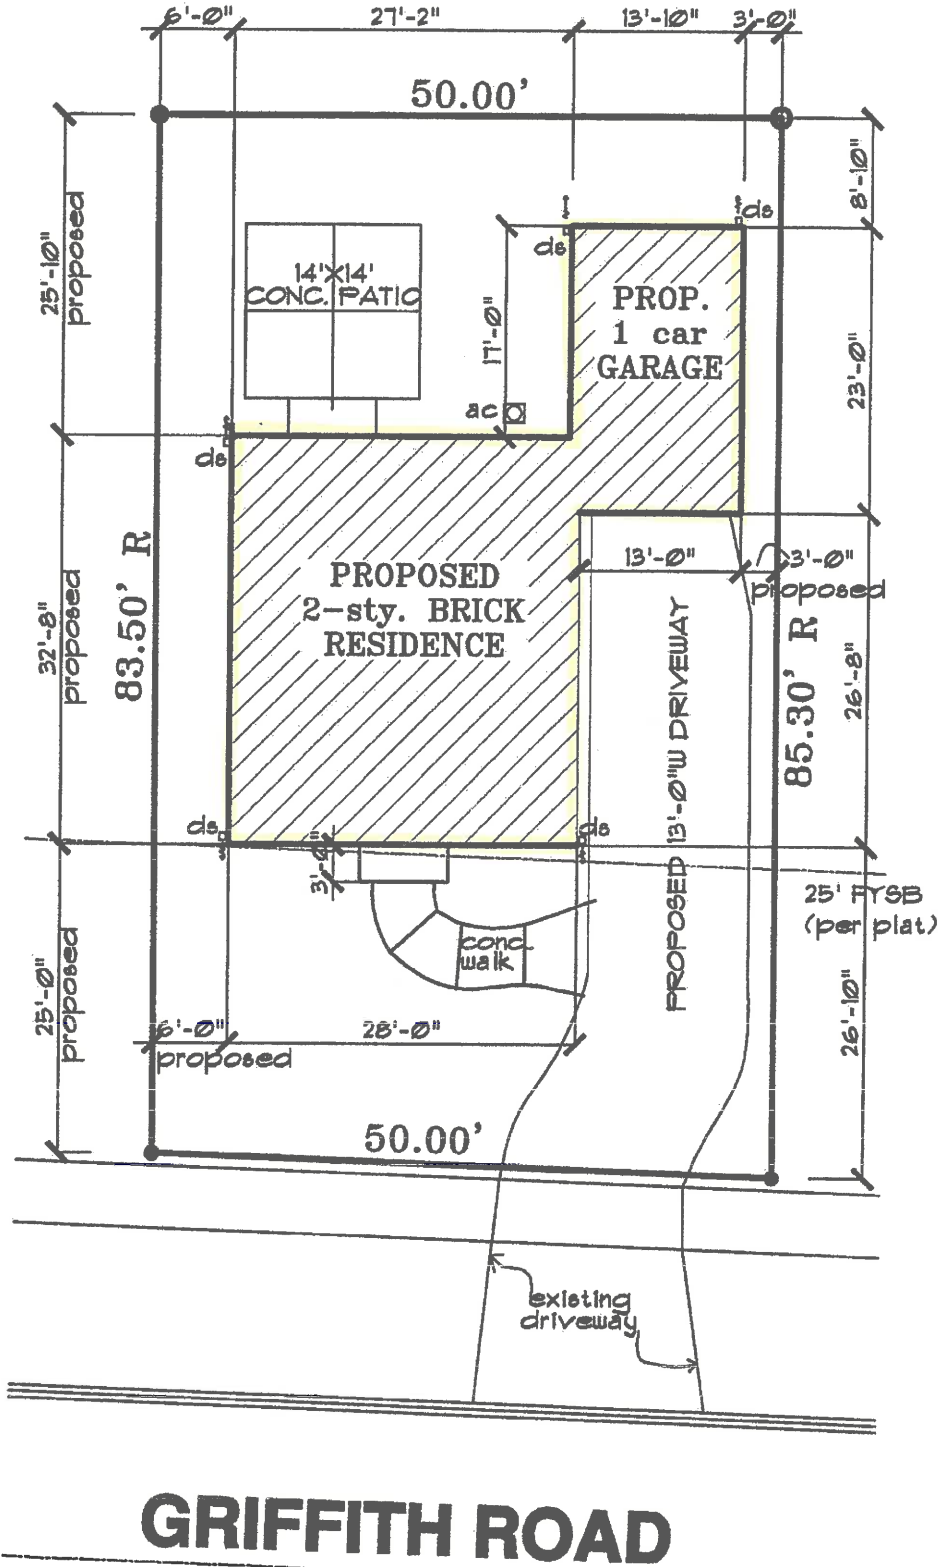 6'-0" 27'-2" 13'-10" 3'-0"
50.00'
8'-10"
25'-10"
proposed
ds
ds
14'X14'
CONC. PATIO
17'-0"
PROP.
1 car
GARAGE
23'-0"
ac
ds
83.50' R
13'-0"
3'-0"
proposed
PROPOSED
2-sty. BRICK
RESIDENCE
32'-8"
proposed
PROPOSED 13'-0"W DRIVEWAY
85.30' R
26'-8"
ds
ds
3'-0"
25' FYSB
(per plat)
conc.
walk
25'-0"
proposed
6'-0"
proposed
28'-0"
26'-10"
50.00'
existing
driveway
GRIFFITH ROAD